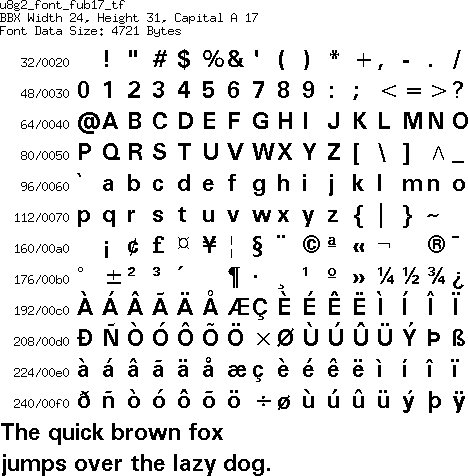 u8g2_font_fub17_tf
BBX Width 24, Height 31, Capital A 17
Font Data Size: 4721 Bytes
32/0020 ! " # $ % & ' ( ) * + , - . /
48/0030 0 1 2 3 4 5 6 7 8 9 : ; < = > ?
64/0040 @ A B C D E F G H I J K L M N O
80/0050 P Q R S T U V W X Y Z [ \ ] ^ _
96/0060 ` a b c d e f g h i j k l m n o
112/0070 p q r s t u v w x y z { | } ~
160/00a0 ¡ ¢ £ ¤ ¥ ¦ § ¨ © ª « ¬ ® ¯
176/00b0 ° ± ² ³ ´ ¶ · ¸ ¹ º » ¼ ½ ¾ ¿
192/00c0 À Á Â Ã Ä Å Æ Ç È É Ê Ë Ì Í Î Ï
208/00d0 Ð Ñ Ò Ó Ô Õ Ö × Ø Ù Ú Û Ü Ý Þ ß
224/00e0 à á â ã ä å æ ç è é ê ë ì í î ï
240/00f0 ð ñ ò ó ô õ ö ÷ ø ù ú û ü ý þ ÿ
The quick brown fox
jumps over the lazy dog.